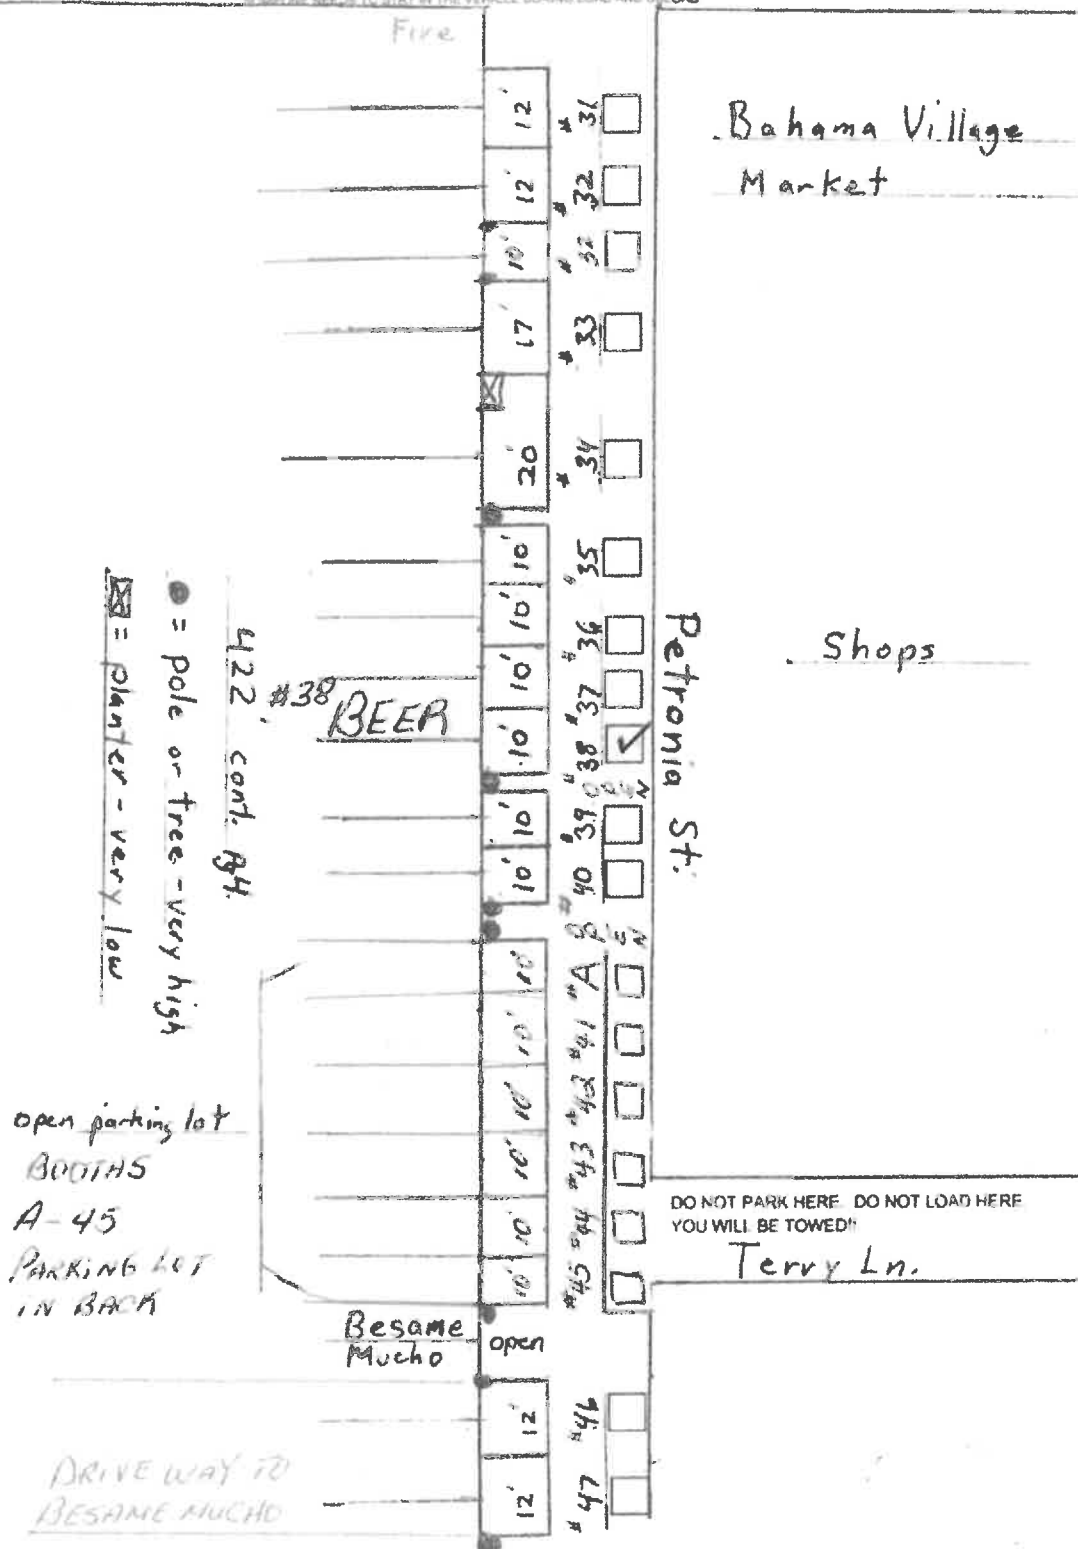 Fire
12' # 31
12' # 32
10' # 32
17' # 33
20' # 34
10' # 35
10' # 36
10' # 37
10' # 38 ✓
OPEN
10' # 39
10' # 40
OPEN
10' # A
10' # 41
10' # 42
10' # 43
10' # 44
10' # 45
open
12' # 46
12' # 47
Bahama Village
Market
Shops
Petronia St.
DO NOT PARK HERE. DO NOT LOAD HERE
YOU WILL BE TOWED!!
Terry Ln.
#38 BEER
422' cont. pg4.
● = pole or tree - very high
☒ = planter - very low
open parking lot
BOOTHS
A - 45
PARKING LOT
IN BACK
Besame
Mucho
DRIVE WAY TO
BESAME MUCHO